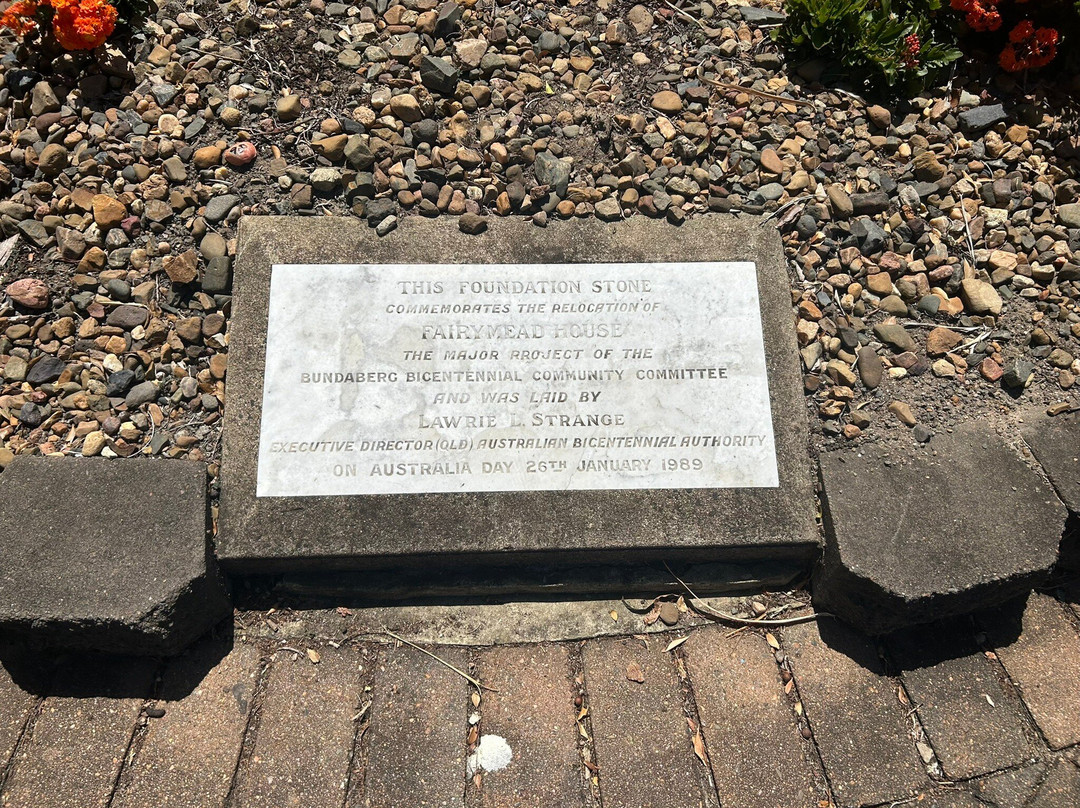 THIS FOUNDATION STONE
COMMEMORATES THE RELOCATION OF
FAIRYMEAD HOUSE
THE MAJOR PROJECT OF THE
BUNDABERG BICENTENNIAL COMMUNITY COMMITTEE
AND WAS LAID BY
LAWRIE L. STRANGE
EXECUTIVE DIRECTOR (QLD) AUSTRALIAN BICENTENNIAL AUTHORITY
ON AUSTRALIA DAY 26TH JANUARY 1989